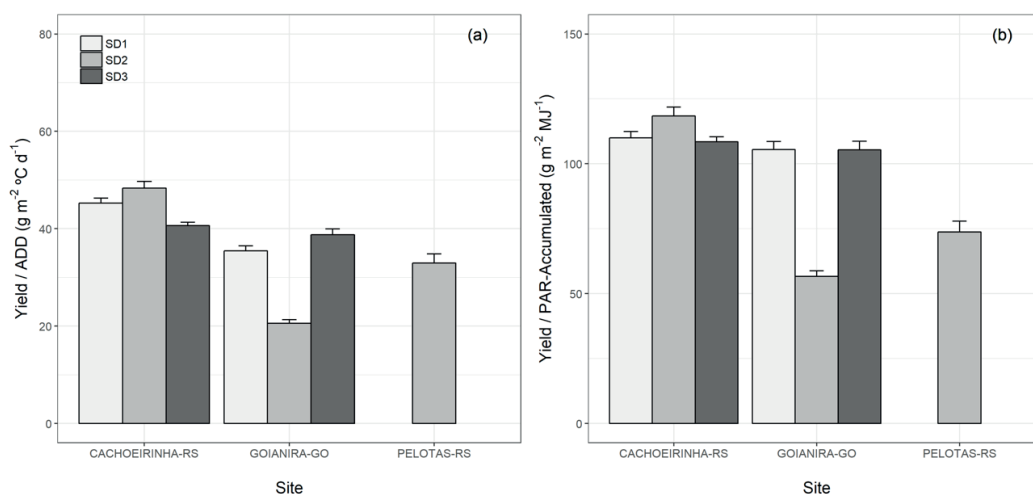 (a)
SD1
SD2
SD3
80
60
40
20
0
Yield / ADD (g m⁻² ºC d⁻¹)
CACHOEIRINHA-RS GOIANIRA-GO PELOTAS-RS
Site
(b)
150
100
50
0
Yield / PAR-Accumulated (g m⁻² MJ⁻¹)
CACHOEIRINHA-RS GOIANIRA-GO PELOTAS-RS
Site